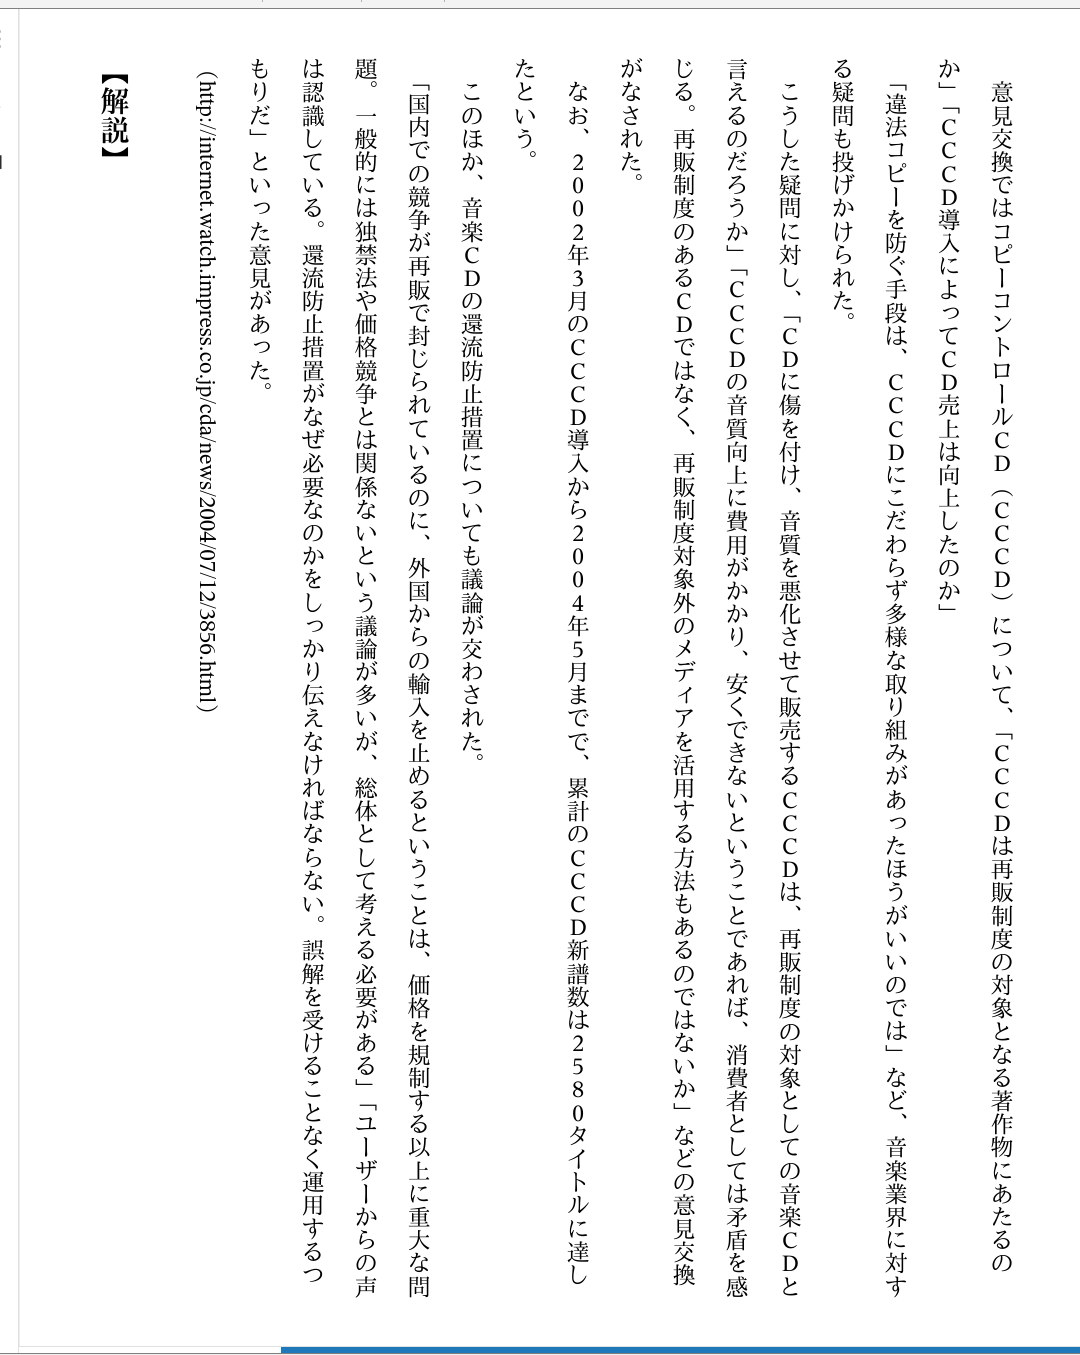 意見交換ではコピーコントロールCD（CCCD）について、「CCCDは再販制度の対象となる著作物にあたるの
か」「CCCD導入によってCD売上は向上したのか」
「違法コピーを防ぐ手段は、CCCDにこだわらず多様な取り組みがあったほうがいいのでは」など、音楽業界に対す
る疑問も投げかけられた。
　こうした疑問に対し、「CDに傷を付け、音質を悪化させて販売するCCCDは、再販制度の対象としての音楽CDと
言えるのだろうか」「CCCDの音質向上に費用がかかり、安くできないということであれば、消費者としては矛盾を感
じる。再販制度のあるCDではなく、再販制度対象外のメディアを活用する方法もあるのではないか」などの意見交換
がなされた。
　なお、2002年3月のCCCD導入から2004年5月までで、累計のCCCD新譜数は2580タイトルに達し
たという。
　このほか、音楽CDの還流防止措置についても議論が交わされた。
「国内での競争が再販で封じられているのに、外国からの輸入を止めるということは、価格を規制する以上に重大な問
題。一般的には独禁法や価格競争とは関係ないという議論が多いが、総体として考える必要がある」「ユーザーからの声
は認識している。還流防止措置がなぜ必要なのかをしっかり伝えなければならない。誤解を受けることなく運用するつ
もりだ」といった意見があった。
（http://internet.watch.impress.co.jp/cda/news/2004/07/12/3856.html）
【解説】